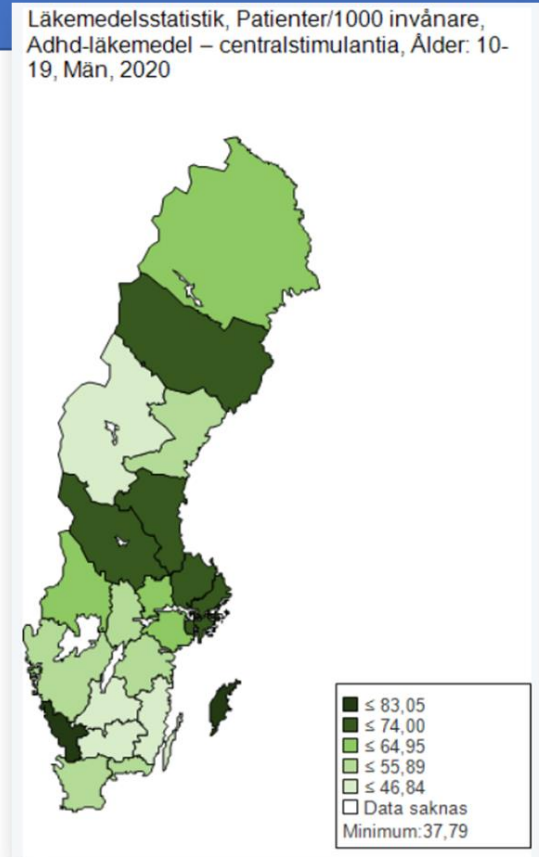 Läkemedelsstatistik, Patienter/1000 invånare,
Adhd-läkemedel – centralstimulantia, Ålder: 10-
19, Män, 2020
≤ 83,05
≤ 74,00
≤ 64,95
≤ 55,89
≤ 46,84
Data saknas
Minimum:37,79